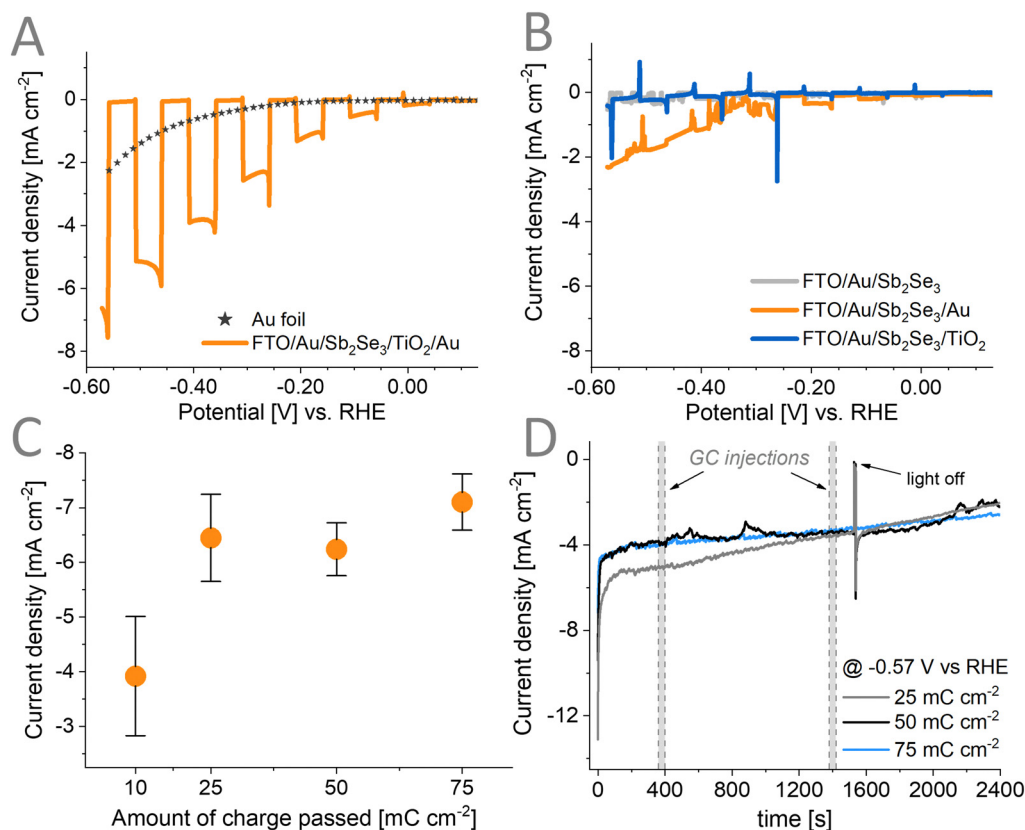 A
Current density [mA cm⁻²]
0
-2
-4
-6
-8
★ Au foil
FTO/Au/Sb₂Se₃/TiO₂/Au
-0.60 -0.40 -0.20 0.00
Potential [V] vs. RHE
B
Current density [mA cm⁻²]
2
0
-2
-4
-6
-8
FTO/Au/Sb₂Se₃
FTO/Au/Sb₂Se₃/Au
FTO/Au/Sb₂Se₃/TiO₂
-0.60 -0.40 -0.20 0.00
Potential [V] vs. RHE
C
Current density [mA cm⁻²]
-8
-7
-6
-5
-4
-3
10 25 50 75
Amount of charge passed [mC cm⁻²]
D
Current density [mA cm⁻²]
0
-4
-8
-12
GC injections
light off
@ -0.57 V vs RHE
25 mC cm⁻²
50 mC cm⁻²
75 mC cm⁻²
0 400 800 1200 1600 2000 2400
time [s]